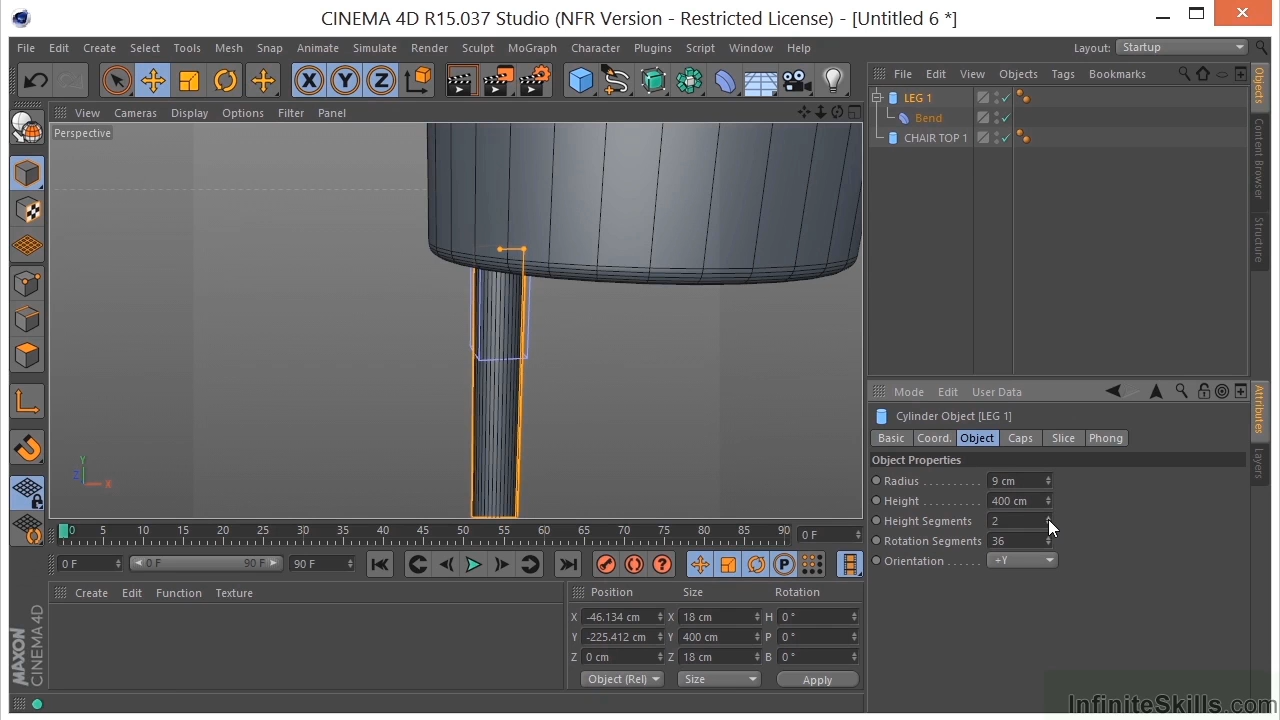 CINEMA 4D R15.037 Studio (NFR Version - Restricted License) - [Untitled 6 *]
File Edit Create Select Tools Mesh Snap Animate Simulate Render Sculpt MoGraph Character Plugins Script Window Help Layout: Startup
X Y Z
File Edit View Objects Tags Bookmarks
Objects
Content Browser
Structure
LEG 1
Bend
CHAIR TOP 1
View Cameras Display Options Filter Panel
Perspective
Y
Z X
Mode Edit User Data
Attributes
Layers
Cylinder Object [LEG 1]
Basic Coord. Object Caps Slice Phong
Object Properties
Radius . . . . . . . . . . 9 cm
Height . . . . . . . . . . 400 cm
Height Segments 2
Rotation Segments 36
Orientation . . . . . . +Y
0 5 10 15 20 25 30 35 40 45 50 55 60 65 70 75 80 85 90 0 F
0 F 0 F 90 F 90 F
P
Create Edit Function Texture
Position Size Rotation
X -46.134 cm X 18 cm H 0 °
Y -225.412 cm Y 400 cm P 0 °
Z 0 cm Z 18 cm B 0 °
Object (Rel) Size Apply
MAXON
CINEMA 4D
InfiniteSkills.com